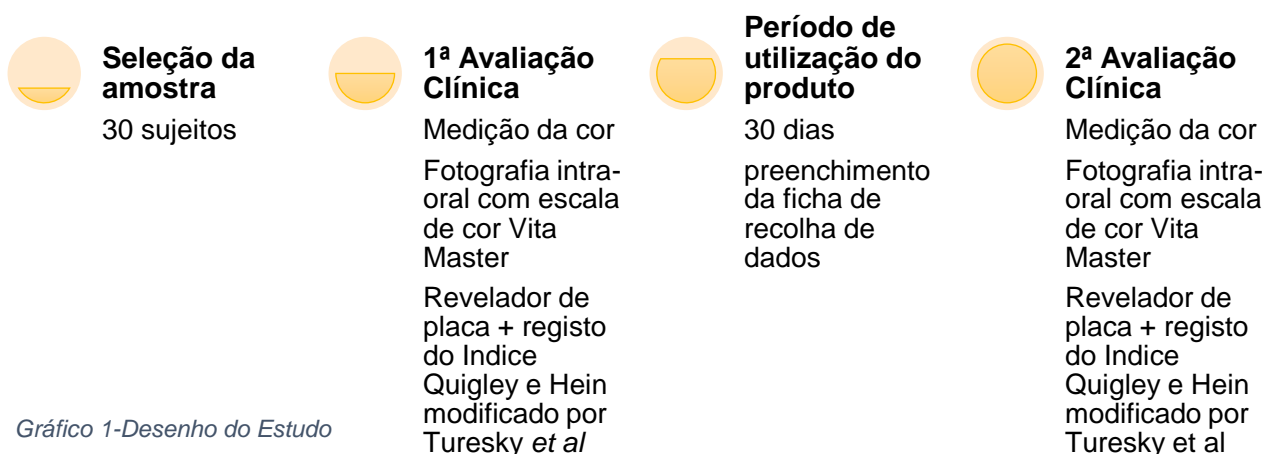 Seleção da
amostra
30 sujeitos
1ª Avaliação
Clínica
Medição da cor
Fotografia intra-
oral com escala
de cor Vita
Master
Revelador de
placa + registo
do Indice
Quigley e Hein
modificado por
Turesky et al
Período de
utilização do
produto
30 dias
preenchimento
da ficha de
recolha de
dados
2ª Avaliação
Clínica
Medição da cor
Fotografia intra-
oral com escala
de cor Vita
Master
Revelador de
placa + registo
do Indice
Quigley e Hein
modificado por
Turesky et al
Gráfico 1-Desenho do Estudo